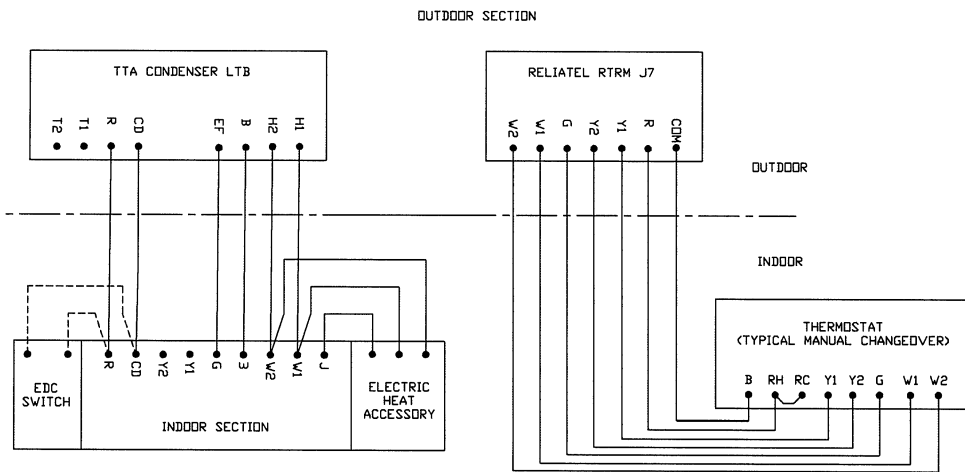 OUTDOOR SECTION
TTA CONDENSER LTB
T2 T1 R CD EF B H2 H1
RELIATEL RTRM J7
W2 W1 G Y2 Y1 R COM
OUTDOOR
INDOOR
THERMOSTAT
(TYPICAL MANUAL CHANGEOVER)
B RH RC Y1 Y2 G W1 W2
R CD Y2 Y1 G B W2 W1 J
EDC
SWITCH
INDOOR SECTION
ELECTRIC
HEAT
ACCESSORY